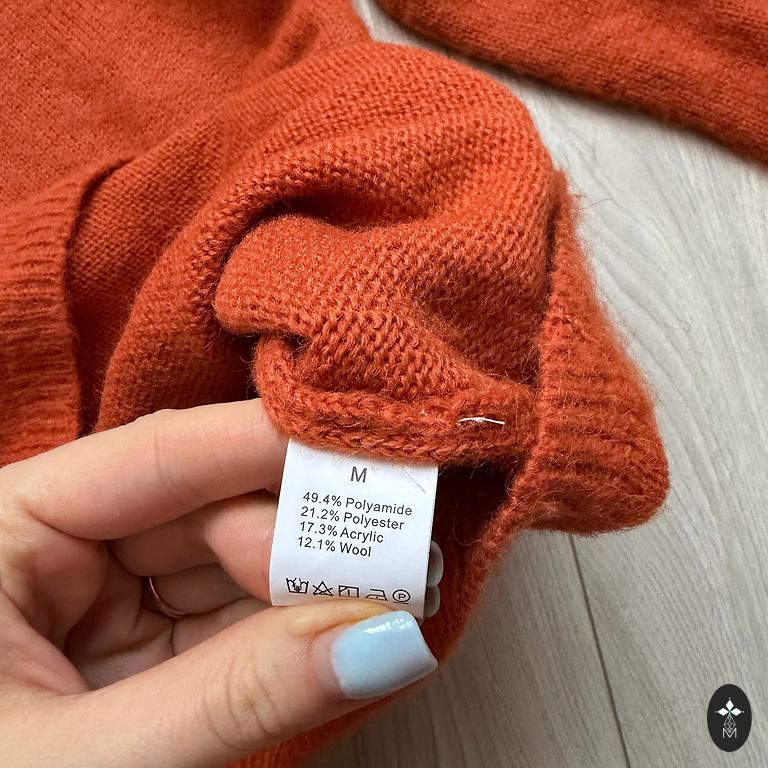 M
49.4% Polyamide
21.2% Polyester
17.3% Acrylic
12.1% Wool
P
M